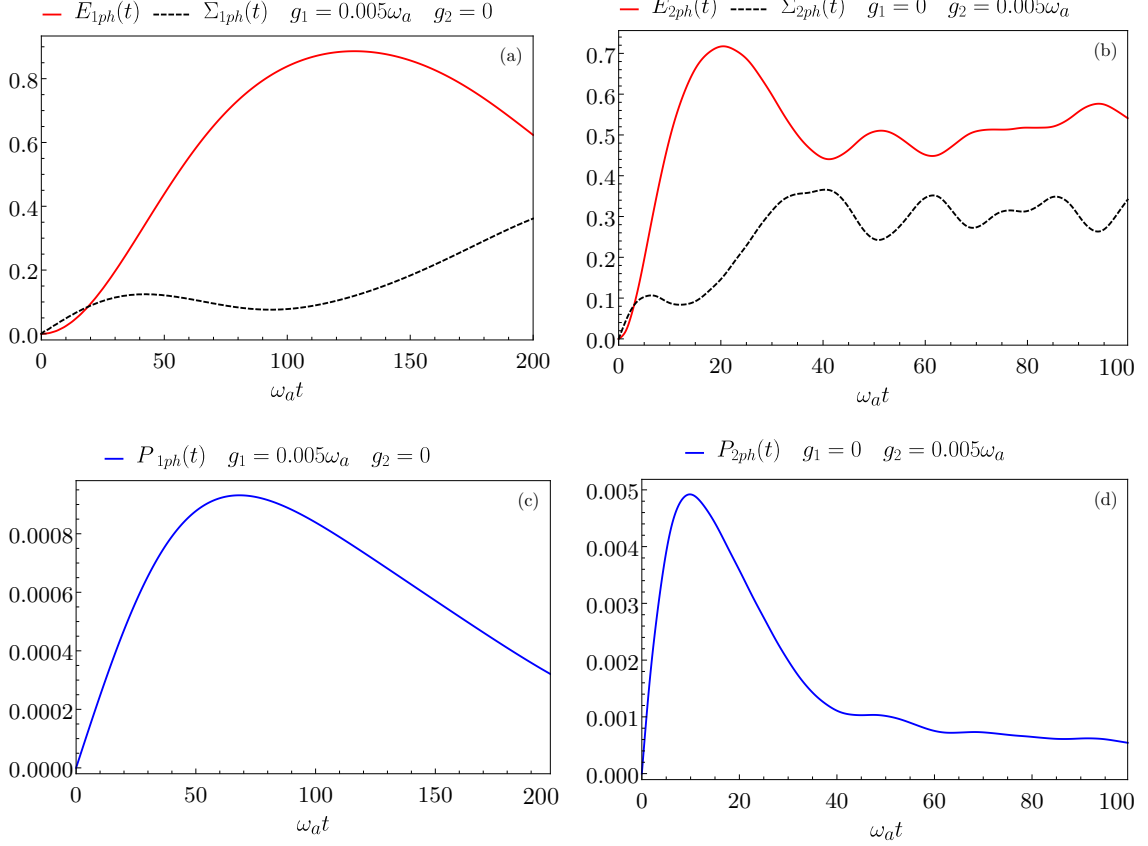 E_{1ph}(t) Σ_{1ph}(t) g_1 = 0.005ω_a g_2 = 0
(a)
0.8
0.6
0.4
0.2
0.0
0 50 100 150 200
ω_a t
E_{2ph}(t) Σ_{2ph}(t) g_1 = 0 g_2 = 0.005ω_a
(b)
0.7
0.6
0.5
0.4
0.3
0.2
0.1
0.0
0 20 40 60 80 100
ω_a t
P_{1ph}(t) g_1 = 0.005ω_a g_2 = 0
(c)
0.0008
0.0006
0.0004
0.0002
0.0000
0 50 100 150 200
ω_a t
P_{2ph}(t) g_1 = 0 g_2 = 0.005ω_a
(d)
0.005
0.004
0.003
0.002
0.001
0.000
0 20 40 60 80 100
ω_a t